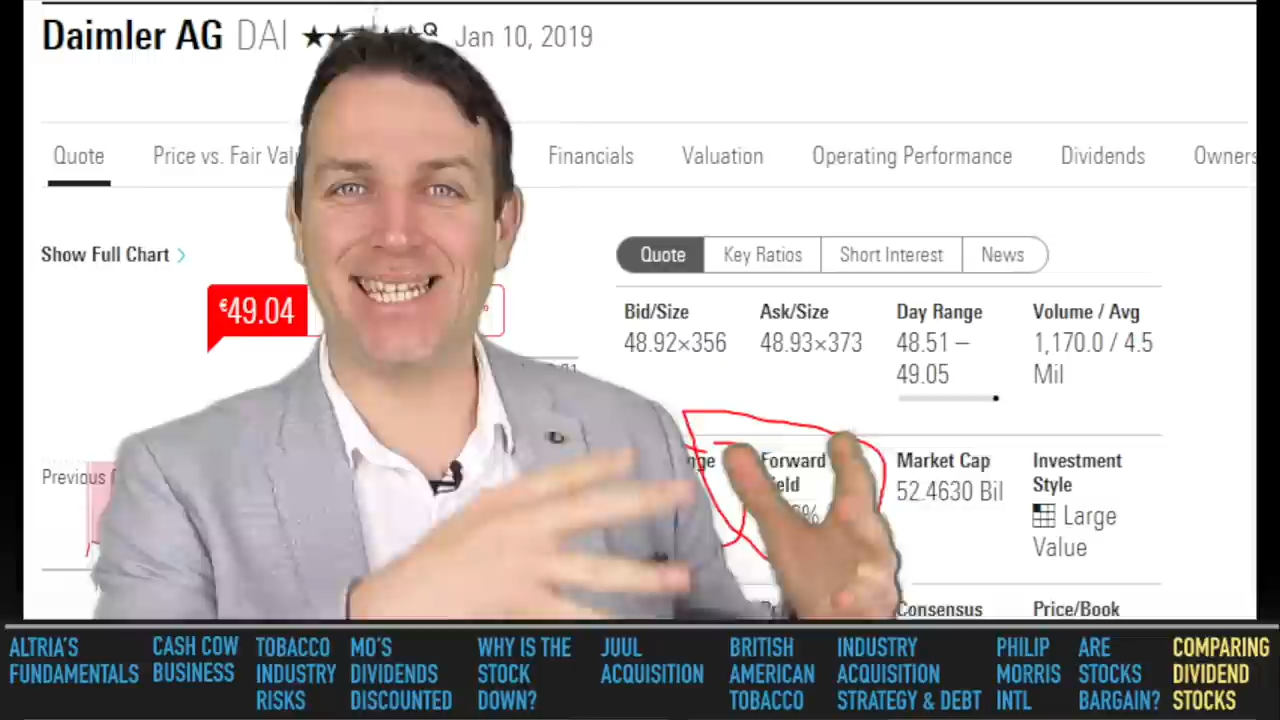 Daimler AG DAI ★★ Q Jan 10, 2019
Quote Price vs. Fair Financials Valuation Operating Performance Dividends
Show Full Chart >
Quote Key Ratios Short Interest News
€49.04
Bid/Size Ask/Size Day Range Volume / Avg
48.92×356 48.93×373 48.51 – 1,170.0 / 4.5
49.05 Mil
Previous
Forward Market Cap Investment
52.4630 Bil Style
Large
Value
Consensus Price/Book
ALTRIA'S FUNDAMENTALS
CASH COW BUSINESS
TOBACCO INDUSTRY RISKS
MO'S DIVIDENDS DISCOUNTED
WHY IS THE STOCK DOWN?
JUUL ACQUISITION
BRITISH AMERICAN TOBACCO
INDUSTRY ACQUISITION STRATEGY & DEBT
PHILIP MORRIS INTL
ARE STOCKS BARGAIN?
COMPARING DIVIDEND STOCKS